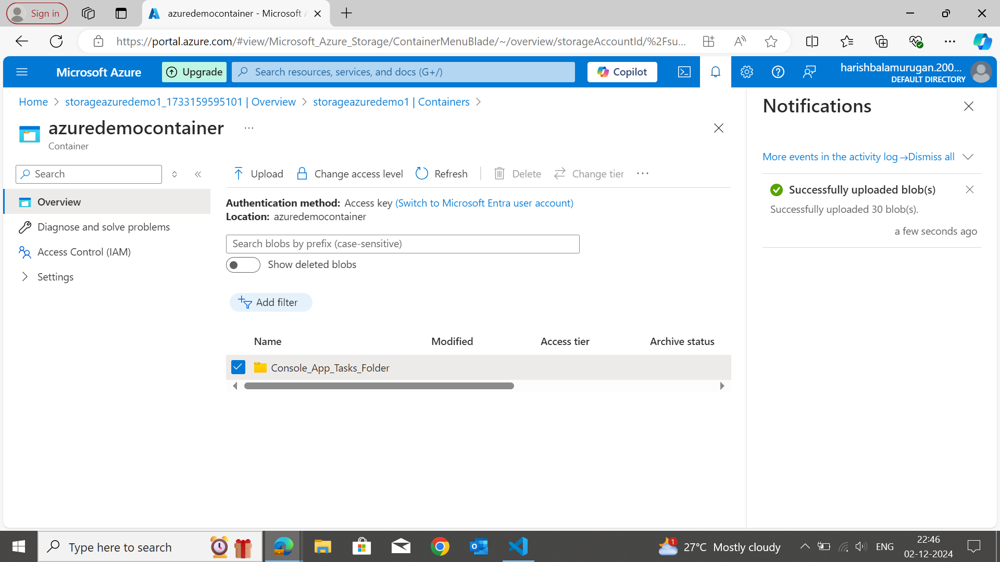 Sign in
azuredemocontainer - Microsoft A
https://portal.azure.com/#view/Microsoft_Azure_Storage/ContainerMenuBlade/~/overview/storageAccountId/%2Fsu...
Microsoft Azure
Upgrade
Search resources, services, and docs (G+/)
Copilot
harishbalamurugan.200...
DEFAULT DIRECTORY
Home > storageazuredemo1_1733159595101 | Overview > storageazuredemo1 | Containers >
azuredemocontainer ...
Container
Search
Overview
Diagnose and solve problems
Access Control (IAM)
Settings
Upload
Change access level
Refresh
Delete
Change tier
...
Authentication method: Access key (Switch to Microsoft Entra user account)
Location: azuredemocontainer
Search blobs by prefix (case-sensitive)
Show deleted blobs
Add filter
Name Modified Access tier Archive status
Console_App_Tasks_Folder
Notifications
More events in the activity log → Dismiss all
Successfully uploaded blob(s)
Successfully uploaded 30 blob(s).
a few seconds ago
Type here to search
1
27°C Mostly cloudy
ENG
22:46
02-12-2024